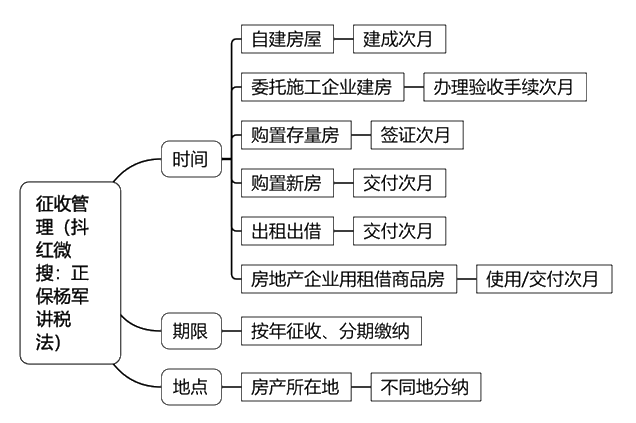 征收管
理（抖
红微
搜：正
保杨军
讲税
法）
时间
自建房屋
建成次月
委托施工企业建房
办理验收手续次月
购置存量房
签证次月
购置新房
交付次月
出租出借
交付次月
房地产企业用租借商品房
使用/交付次月
期限
按年征收、分期缴纳
地点
房产所在地
不同地分纳